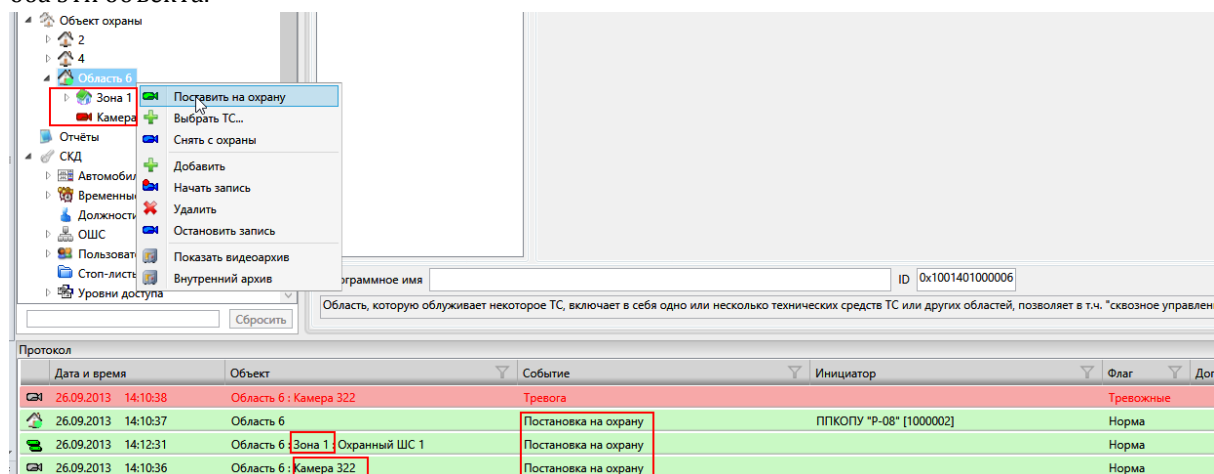 Объект охраны
2
4
Область 6
Зона 1
Камера
Отчёты
СКД
Автомобил
Временны
Должности
ОШС
Пользоват
Стоп-листы
Уровни доступа
Поставить на охрану
Выбрать ТС...
Снять с охраны
Добавить
Начать запись
Удалить
Остановить запись
Показать видеоархив
Внутренний архив
Сбросить
ограммное имя
ID 0x1001401000006
Область, которую облуживает некоторое ТС, включает в себя одно или несколько технических средств ТС или других областей, позволяет в т.ч. "сквозное управлен
Протокол
Дата и время Объект Событие Инициатор Флаг Доп
26.09.2013 14:10:38 Область 6 : Камера 322 Тревога Тревожные
26.09.2013 14:10:37 Область 6 Постановка на охрану ППКОПУ "Р-08" [1000002] Норма
26.09.2013 14:12:31 Область 6 : Зона 1 : Охранный ШС 1 Постановка на охрану Норма
26.09.2013 14:10:36 Область 6 : Камера 322 Постановка на охрану Норма